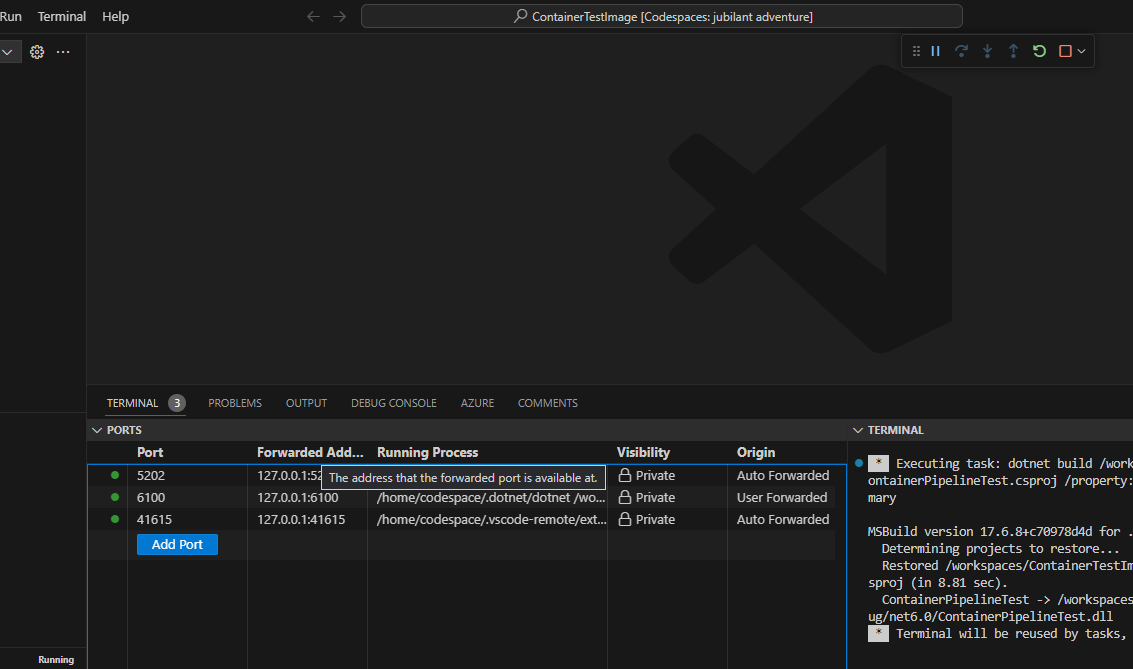 Run Terminal Help
ContainerTestImage [Codespaces: jubilant adventure]
TERMINAL 3 PROBLEMS OUTPUT DEBUG CONSOLE AZURE COMMENTS
PORTS
Port Forwarded Add... Running Process Visibility Origin
5202 127.0.0.1:52 Private Auto Forwarded
The address that the forwarded port is available at.
6100 127.0.0.1:6100 /home/codespace/.dotnet/dotnet /wo... Private User Forwarded
41615 127.0.0.1:41615 /home/codespace/.vscode-remote/ext... Private Auto Forwarded
Add Port
TERMINAL
* Executing task: dotnet build /work
ontainerPipelineTest.csproj /property:
mary
MSBuild version 17.6.8+c70978d4d for .
Determining projects to restore...
Restored /workspaces/ContainerTestIm
sproj (in 8.81 sec).
ContainerPipelineTest -> /workspaces
ug/net6.0/ContainerPipelineTest.dll
* Terminal will be reused by tasks,
Running